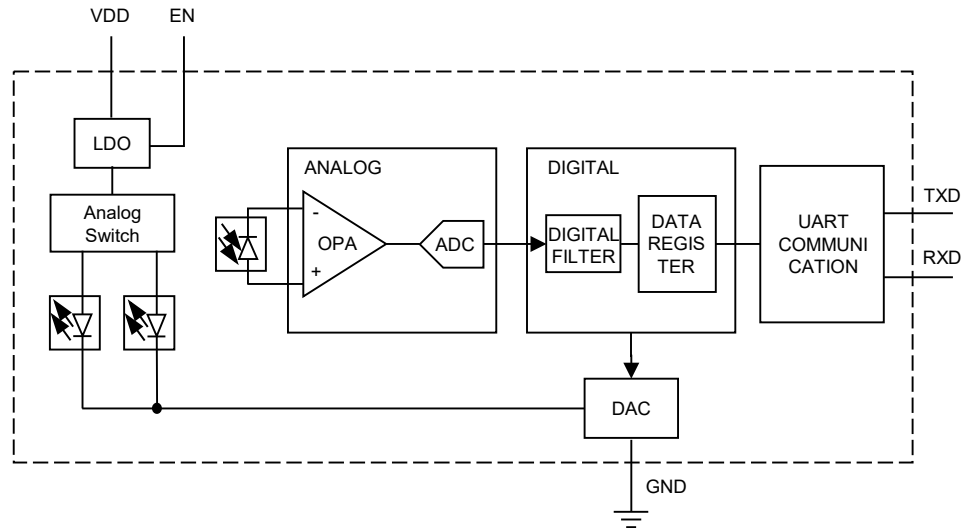 VDD
EN
LDO
Analog
Switch
ANALOG
-
OPA
+
ADC
DIGITAL
DIGITAL
FILTER
DATA
REGIS
TER
UART
COMMUNI
CATION
TXD
RXD
DAC
GND